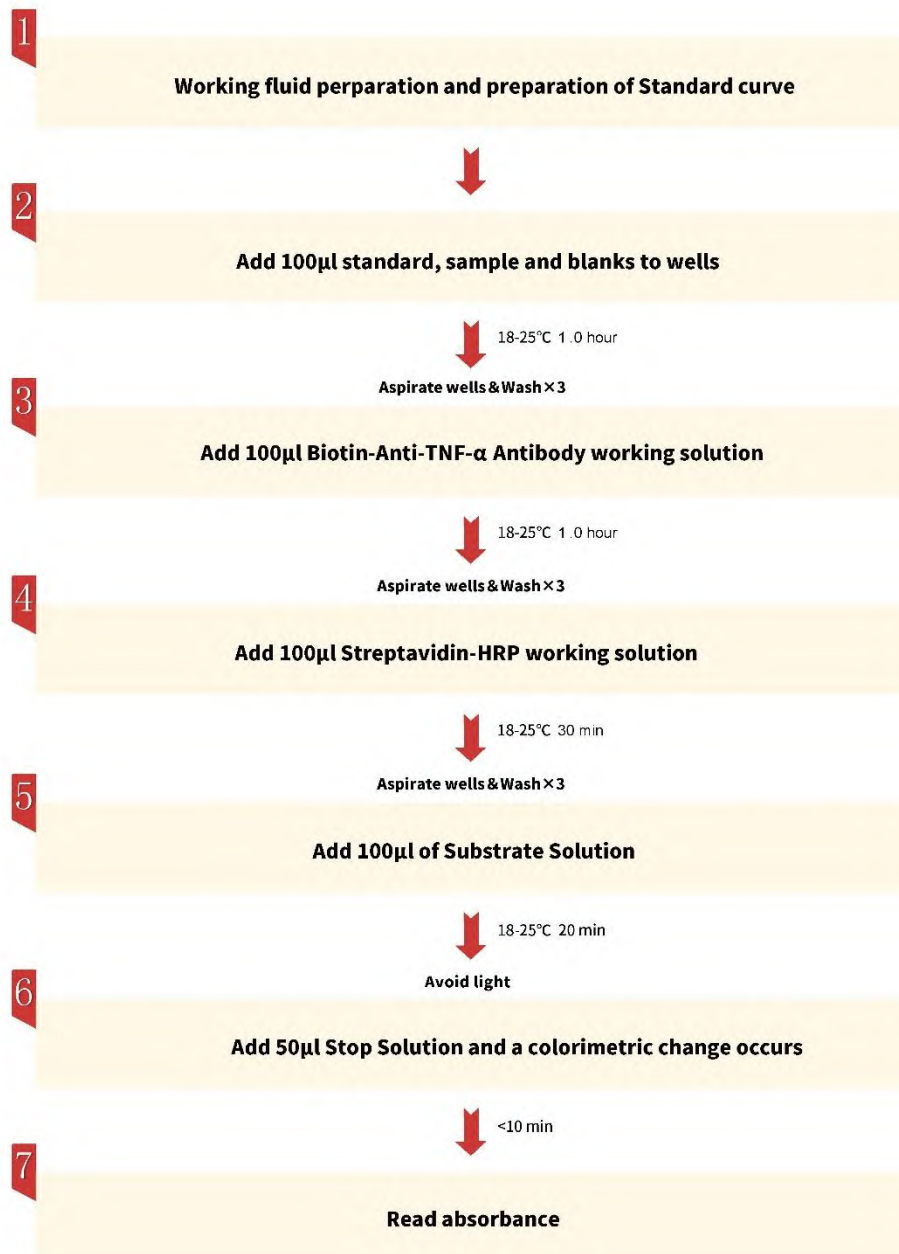 1
Working fluid perparation and preparation of Standard curve
2
Add 100μl standard, sample and blanks to wells
18-25℃ 1 .0 hour
Aspirate wells&Wash×3
3
Add 100μl Biotin-Anti-TNF-α Antibody working solution
18-25℃ 1 .0 hour
Aspirate wells&Wash×3
4
Add 100μl Streptavidin-HRP working solution
18-25℃ 30 min
Aspirate wells&Wash×3
5
Add 100μl of Substrate Solution
18-25℃ 20 min
Avoid light
6
Add 50μl Stop Solution and a colorimetric change occurs
<10 min
7
Read absorbance